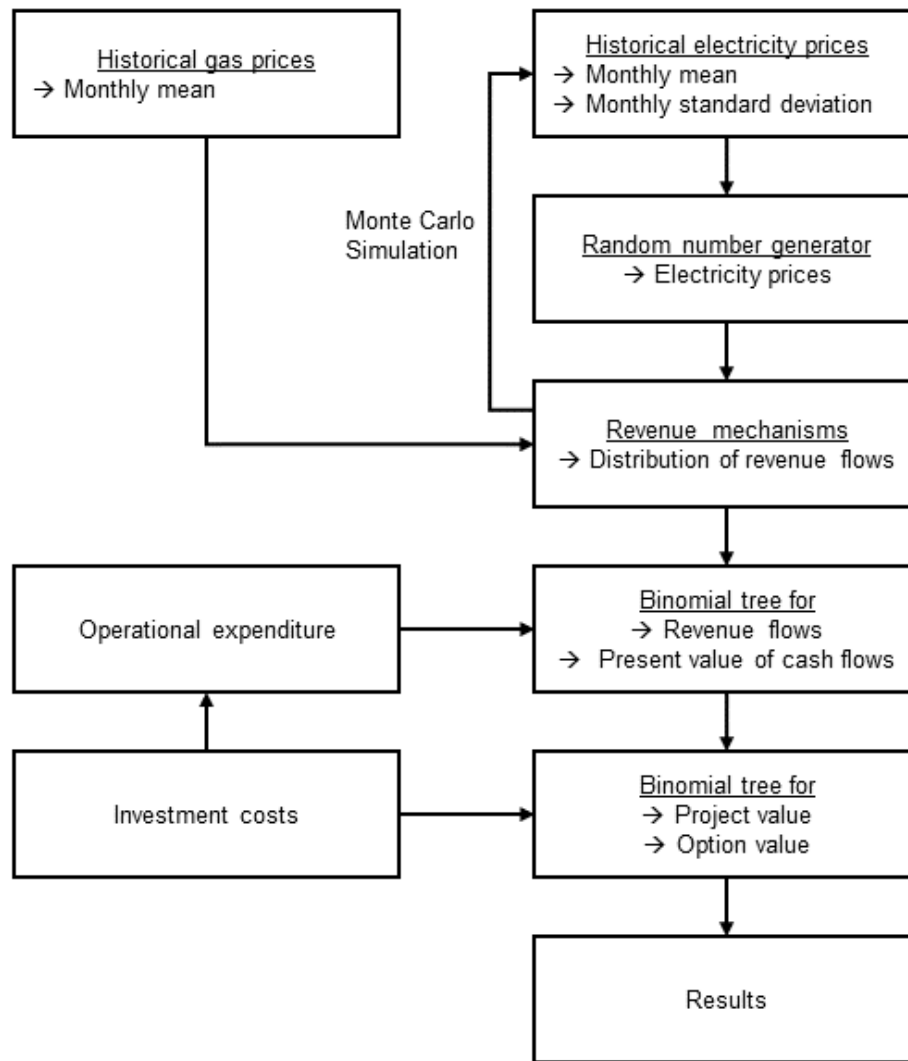 Historical gas prices
→ Monthly mean
Historical electricity prices
→ Monthly mean
→ Monthly standard deviation
Monte Carlo
Simulation
Random number generator
→ Electricity prices
Revenue mechanisms
→ Distribution of revenue flows
Operational expenditure
Binomial tree for
→ Revenue flows
→ Present value of cash flows
Investment costs
Binomial tree for
→ Project value
→ Option value
Results